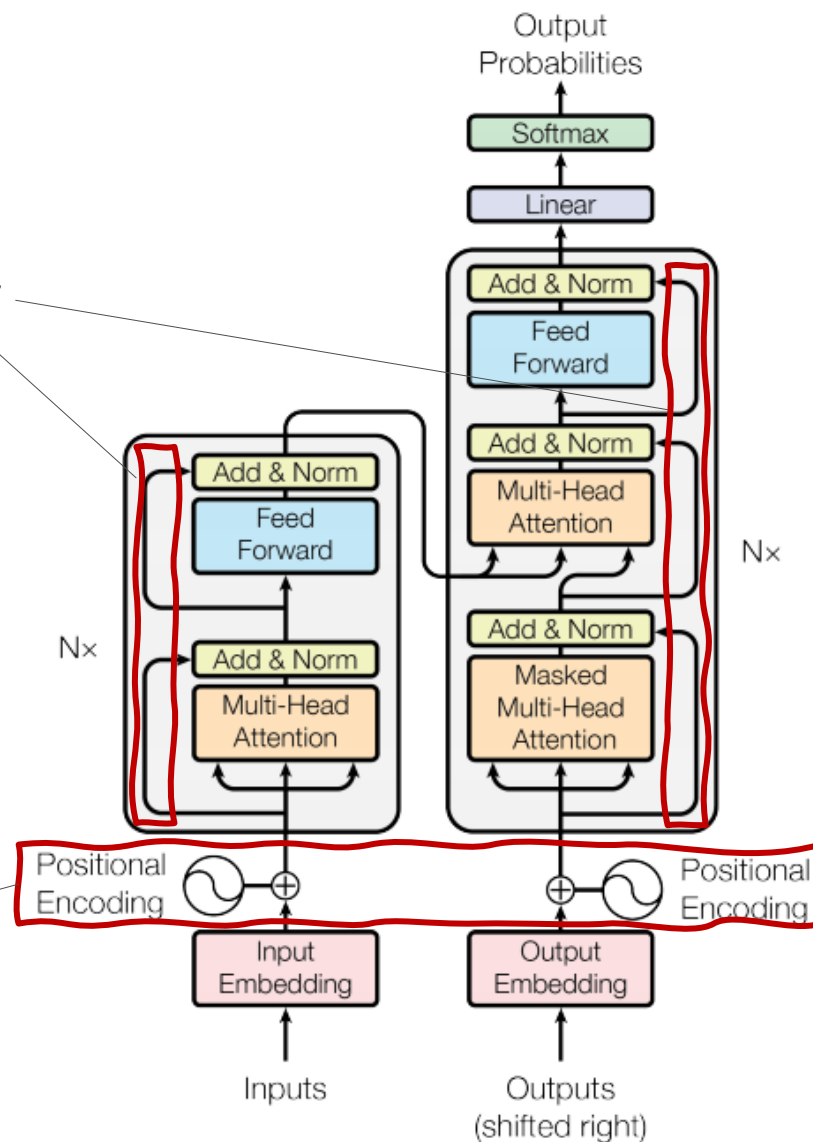 Output
Probabilities
Softmax
Linear
Add & Norm
Feed
Forward
Add & Norm
Multi-Head
Attention
Add & Norm
Masked
Multi-Head
Attention
Nx
Add & Norm
Feed
Forward
Add & Norm
Multi-Head
Attention
Nx
Positional
Encoding
Positional
Encoding
Input
Embedding
Output
Embedding
Inputs
Outputs
(shifted right)